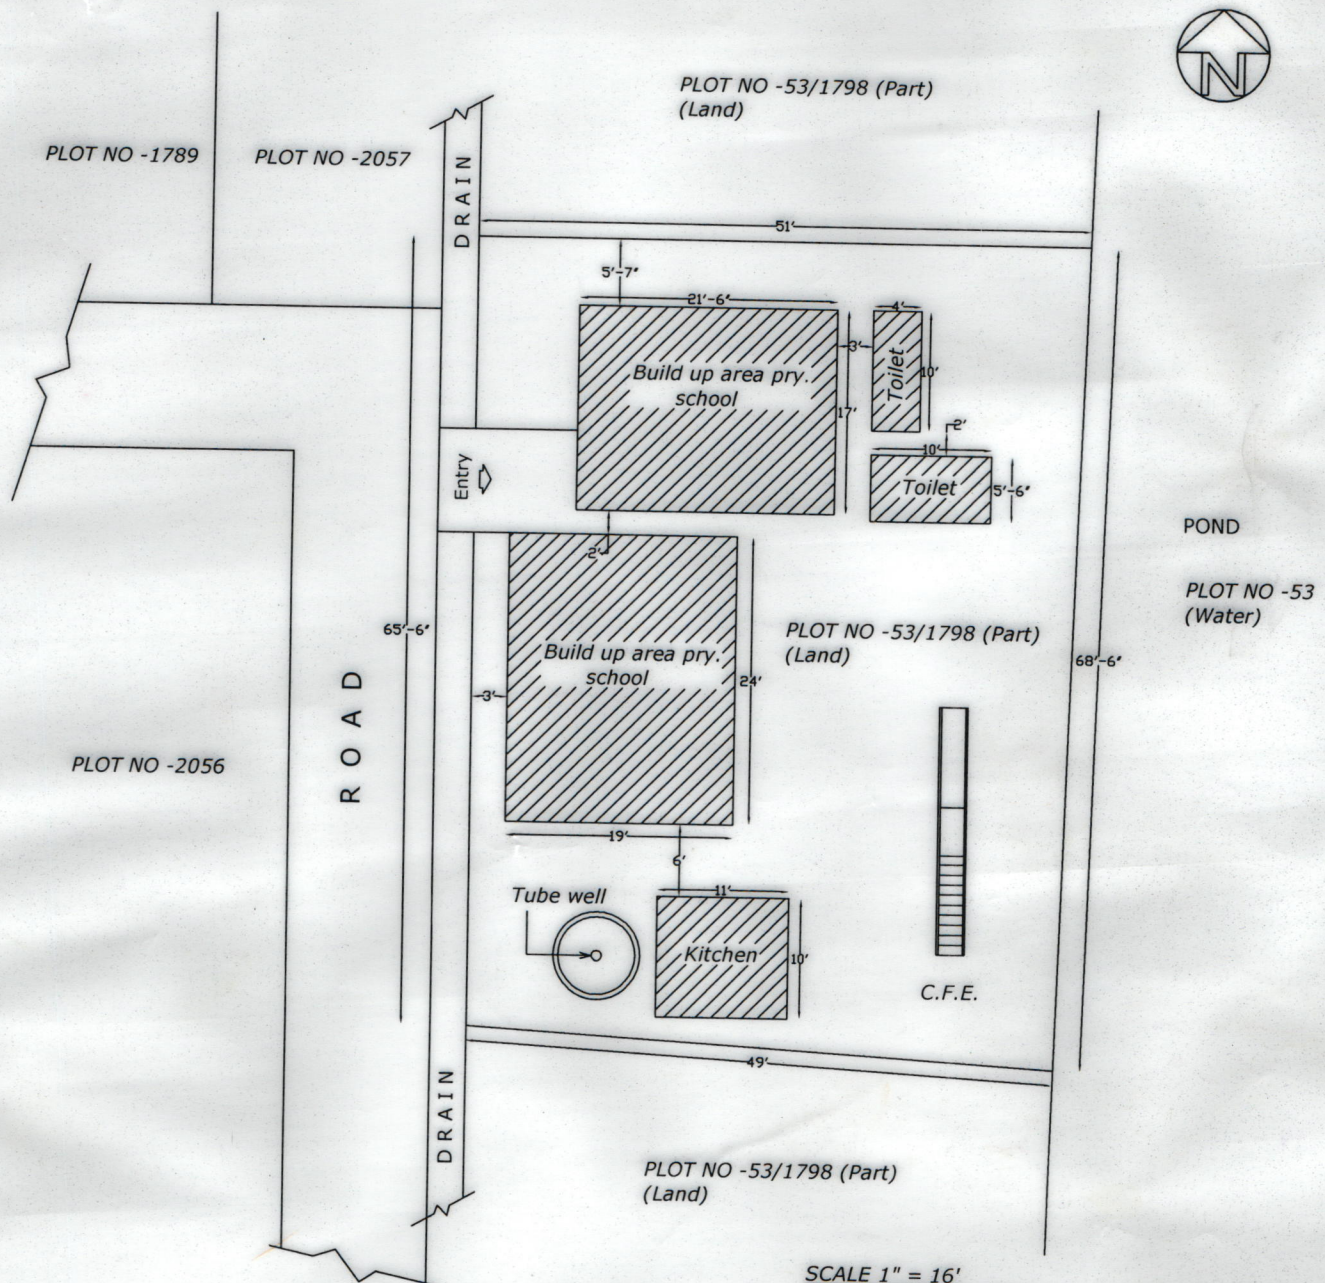 N
PLOT NO -53/1798 (Part)
(Land)
PLOT NO -1789
PLOT NO -2057
DRAIN
51'
5'-7"
21'-6"
4'
3'
Build up area pry.
school
Toilet
10'
17'
2'
10'
Entry
Toilet
5'-6"
POND
2'
PLOT NO -53
(Water)
65'-6"
PLOT NO -53/1798 (Part)
(Land)
Build up area pry.
school
68'-6"
24'
3'
ROAD
PLOT NO -2056
19'
6'
11'
Tube well
Kitchen
10'
C.F.E.
49'
DRAIN
PLOT NO -53/1798 (Part)
(Land)
SCALE 1" = 16'